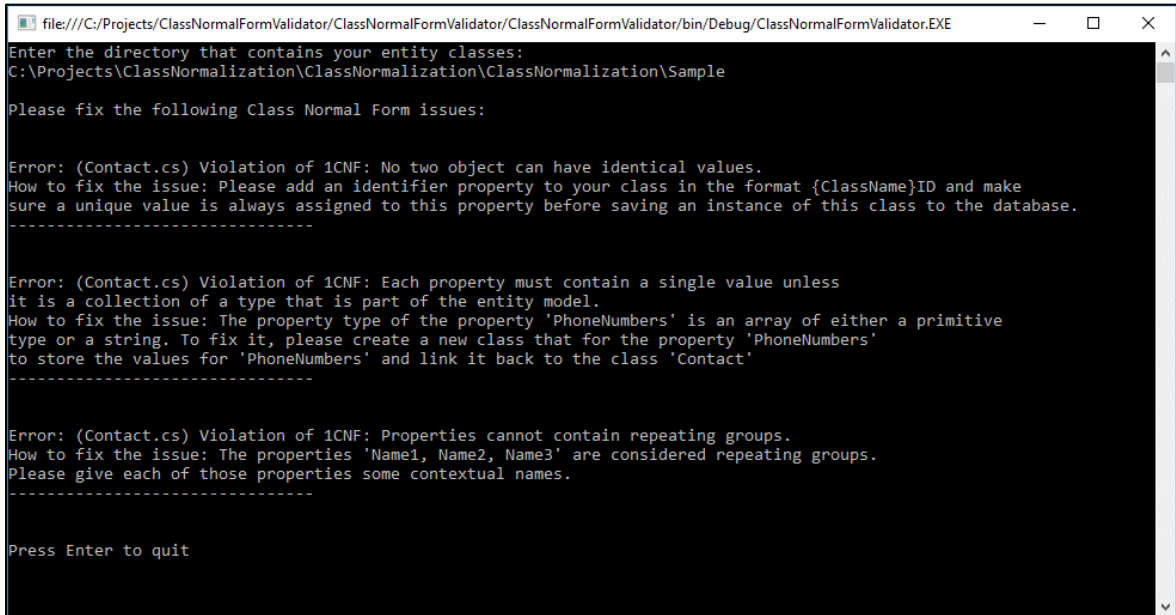 file:///C:/Projects/ClassNormalFormValidator/ClassNormalFormValidator/ClassNormalFormValidator/bin/Debug/ClassNormalFormValidator.EXE
Enter the directory that contains your entity classes:
C:\Projects\ClassNormalization\ClassNormalization\ClassNormalization\Sample
Please fix the following Class Normal Form issues:
Error: (Contact.cs) Violation of 1CNF: No two object can have identical values.
How to fix the issue: Please add an identifier property to your class in the format {ClassName}ID and make
sure a unique value is always assigned to this property before saving an instance of this class to the database.
--------------------------------
Error: (Contact.cs) Violation of 1CNF: Each property must contain a single value unless
it is a collection of a type that is part of the entity model.
How to fix the issue: The property type of the property 'PhoneNumbers' is an array of either a primitive
type or a string. To fix it, please create a new class that for the property 'PhoneNumbers'
to store the values for 'PhoneNumbers' and link it back to the class 'Contact'
--------------------------------
Error: (Contact.cs) Violation of 1CNF: Properties cannot contain repeating groups.
How to fix the issue: The properties 'Name1, Name2, Name3' are considered repeating groups.
Please give each of those properties some contextual names.
--------------------------------
Press Enter to quit